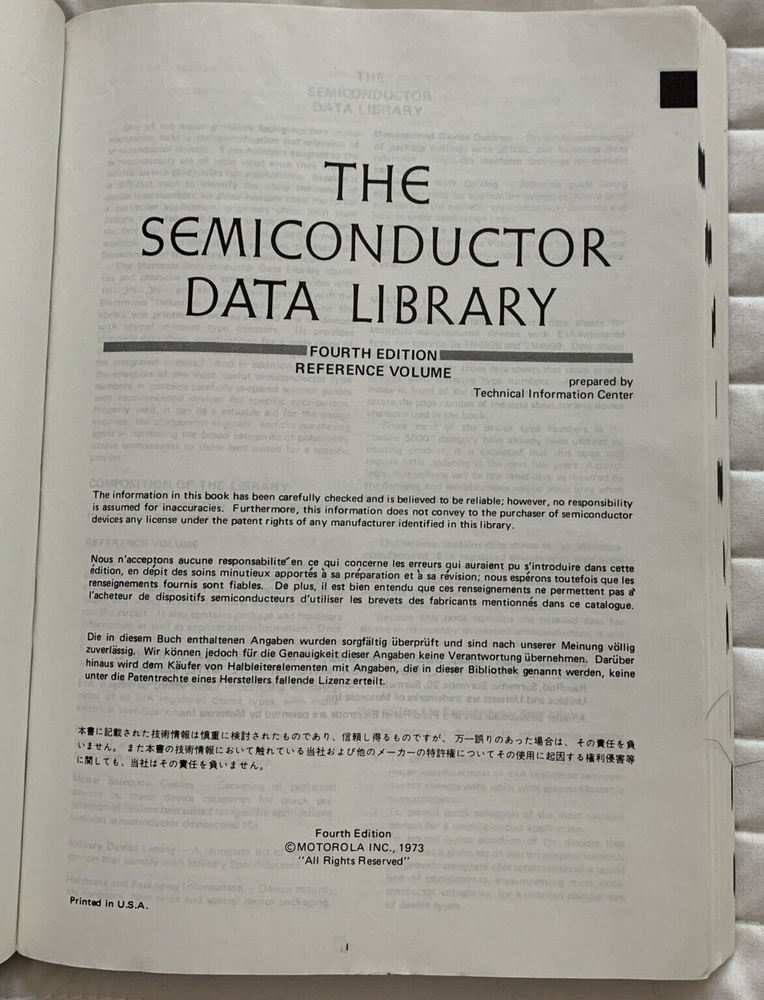 THE
SEMICONDUCTOR
DATA LIBRARY
FOURTH EDITION
REFERENCE VOLUME
prepared by
Technical Information Center
The information in this book has been carefully checked and is believed to be reliable; however, no responsibility
is assumed for inaccuracies. Furthermore, this information does not convey to the purchaser of semiconductor
devices any license under the patent rights of any manufacturer identified in this library.
Nous n'acceptons aucune responsabilité en ce qui concerne les erreurs qui auraient pu s'introduire dans cette
édition, en dépit des soins minutieux apportés à sa préparation et à sa révision; nous espérons toutefois que les
renseignements fournis sont fiables. De plus, il est bien entendu que ces renseignements ne permettent pas à
l'acheteur de dispositifs semiconducteurs d'utiliser les brevets des fabricants mentionnés dans ce catalogue.
Die in diesem Buch enthaltenen Angaben wurden sorgfältig überprüft und sind nach unserer Meinung völlig
zuverlässig. Wir können jedoch für die Genauigkeit dieser Angaben keine Verantwortung übernehmen. Darüber
hinaus wird dem Käufer von Halbleiterelementen mit Angaben, die in dieser Bibliothek genannt werden, keine
unter die Patentrechte eines Herstellers fallende Lizenz erteilt.
本書に記載された技術情報は慎重に検討されたものであり、信頼し得るものですが、万一誤りのあった場合は、その責任を負
いません。また本書の技術情報において触れている当社および他のメーカーの特許権についてその使用に起因する権利侵害等
に関しても、当社はその責任を負いません。
Fourth Edition
©MOTOROLA INC., 1973
"All Rights Reserved"
Printed in U.S.A.
I